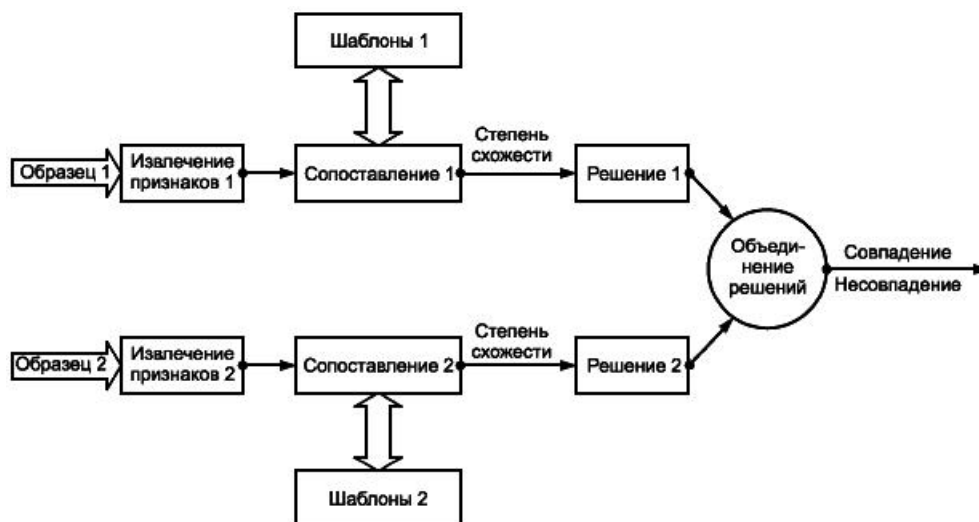 Шаблоны 1
Образец 1
Извлечение
признаков 1
Сопоставление 1
Степень
схожести
Решение 1
Объеди-
нение
решений
Совпадение
Несовпадение
Образец 2
Извлечение
признаков 2
Сопоставление 2
Степень
схожести
Решение 2
Шаблоны 2